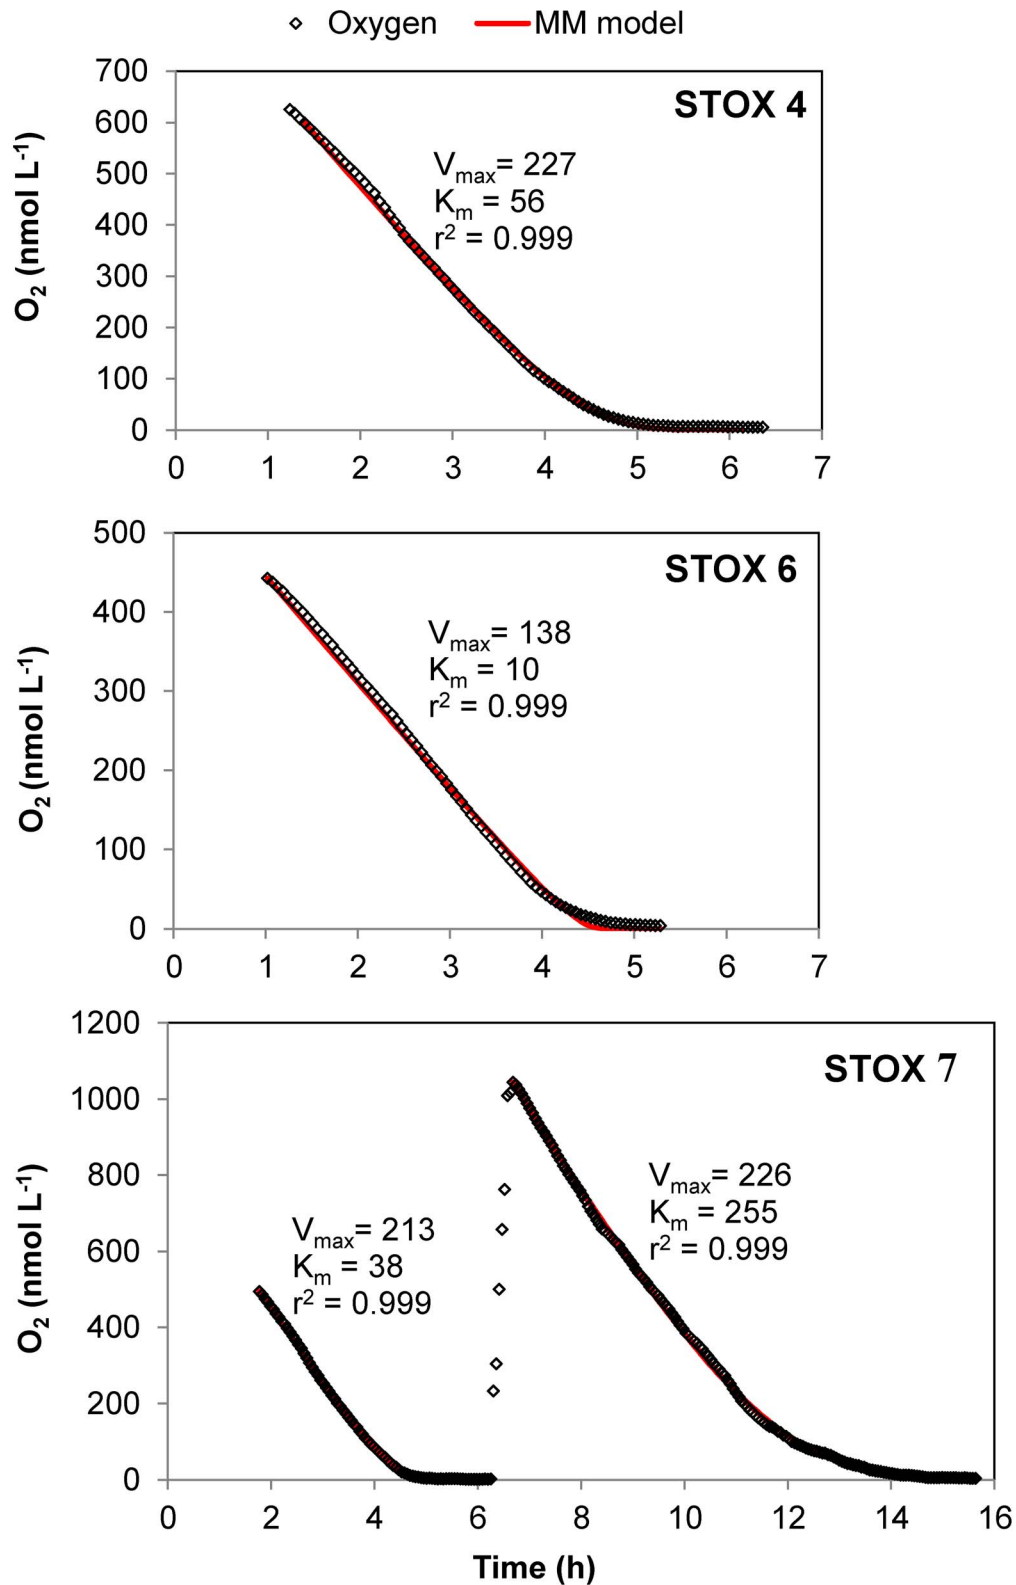 Oxygen MM model
STOX 4
O2 (nmol L-1)
700
600
500
400
300
200
100
0
Vmax= 227
Km = 56
r2 = 0.999
0 1 2 3 4 5 6 7
STOX 6
O2 (nmol L-1)
500
400
300
200
100
0
Vmax= 138
Km = 10
r2 = 0.999
0 1 2 3 4 5 6 7
STOX 7
O2 (nmol L-1)
1200
1000
800
600
400
200
0
Vmax= 213
Km = 38
r2 = 0.999
Vmax= 226
Km = 255
r2 = 0.999
0 2 4 6 8 10 12 14 16
Time (h)